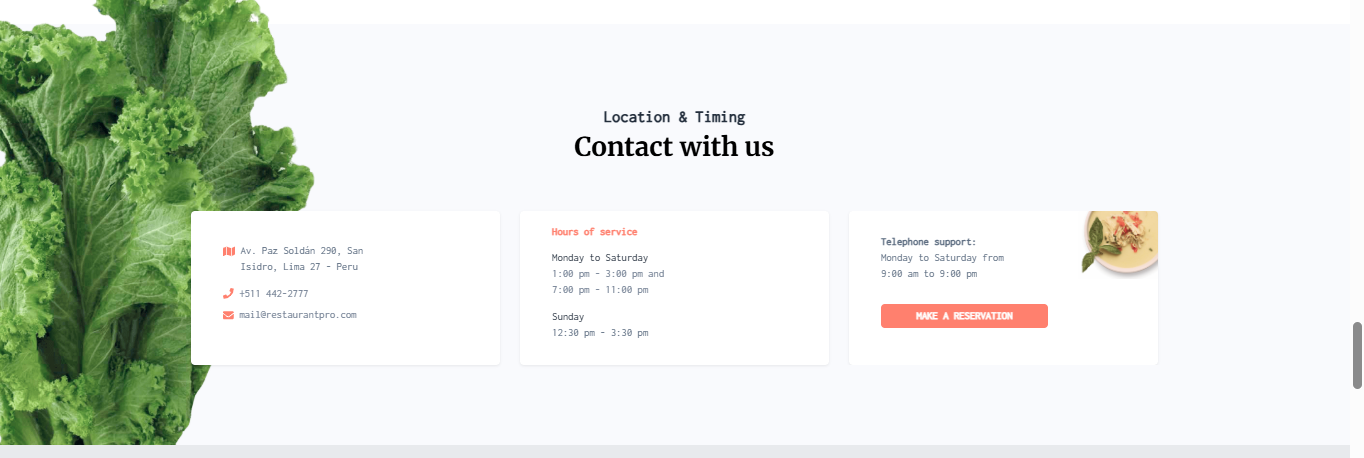 Location & Timing
Contact with us
Av. Paz Soldán 290, San
Isidro, Lima 27 - Peru
+511 442-2777
mail@restaurantpro.com
Hours of service
Monday to Saturday
1:00 pm - 3:00 pm and
7:00 pm - 11:00 pm
Sunday
12:30 pm - 3:30 pm
Telephone support:
Monday to Saturday from
9:00 am to 9:00 pm
MAKE A RESERVATION